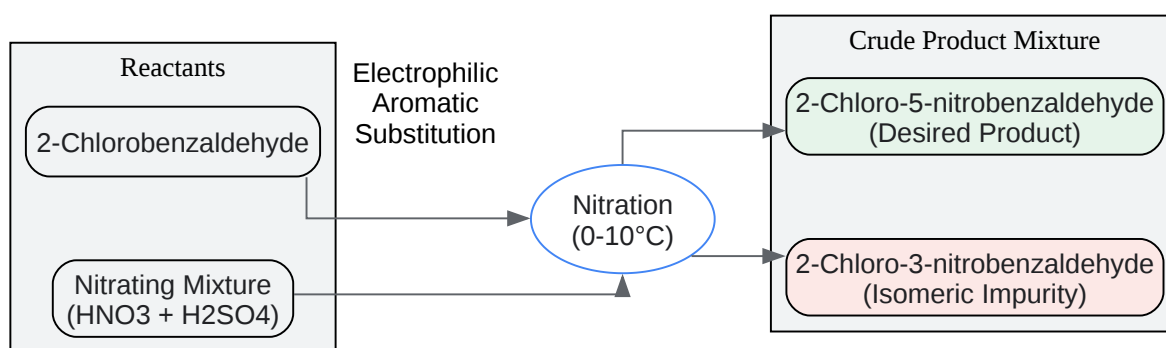 Reactants
2-Chlorobenzaldehyde
Nitrating Mixture
(HNO3 + H2SO4)
Electrophilic
Aromatic
Substitution
Nitration
(0-10°C)
Crude Product Mixture
2-Chloro-5-nitrobenzaldehyde
(Desired Product)
2-Chloro-3-nitrobenzaldehyde
(Isomeric Impurity)